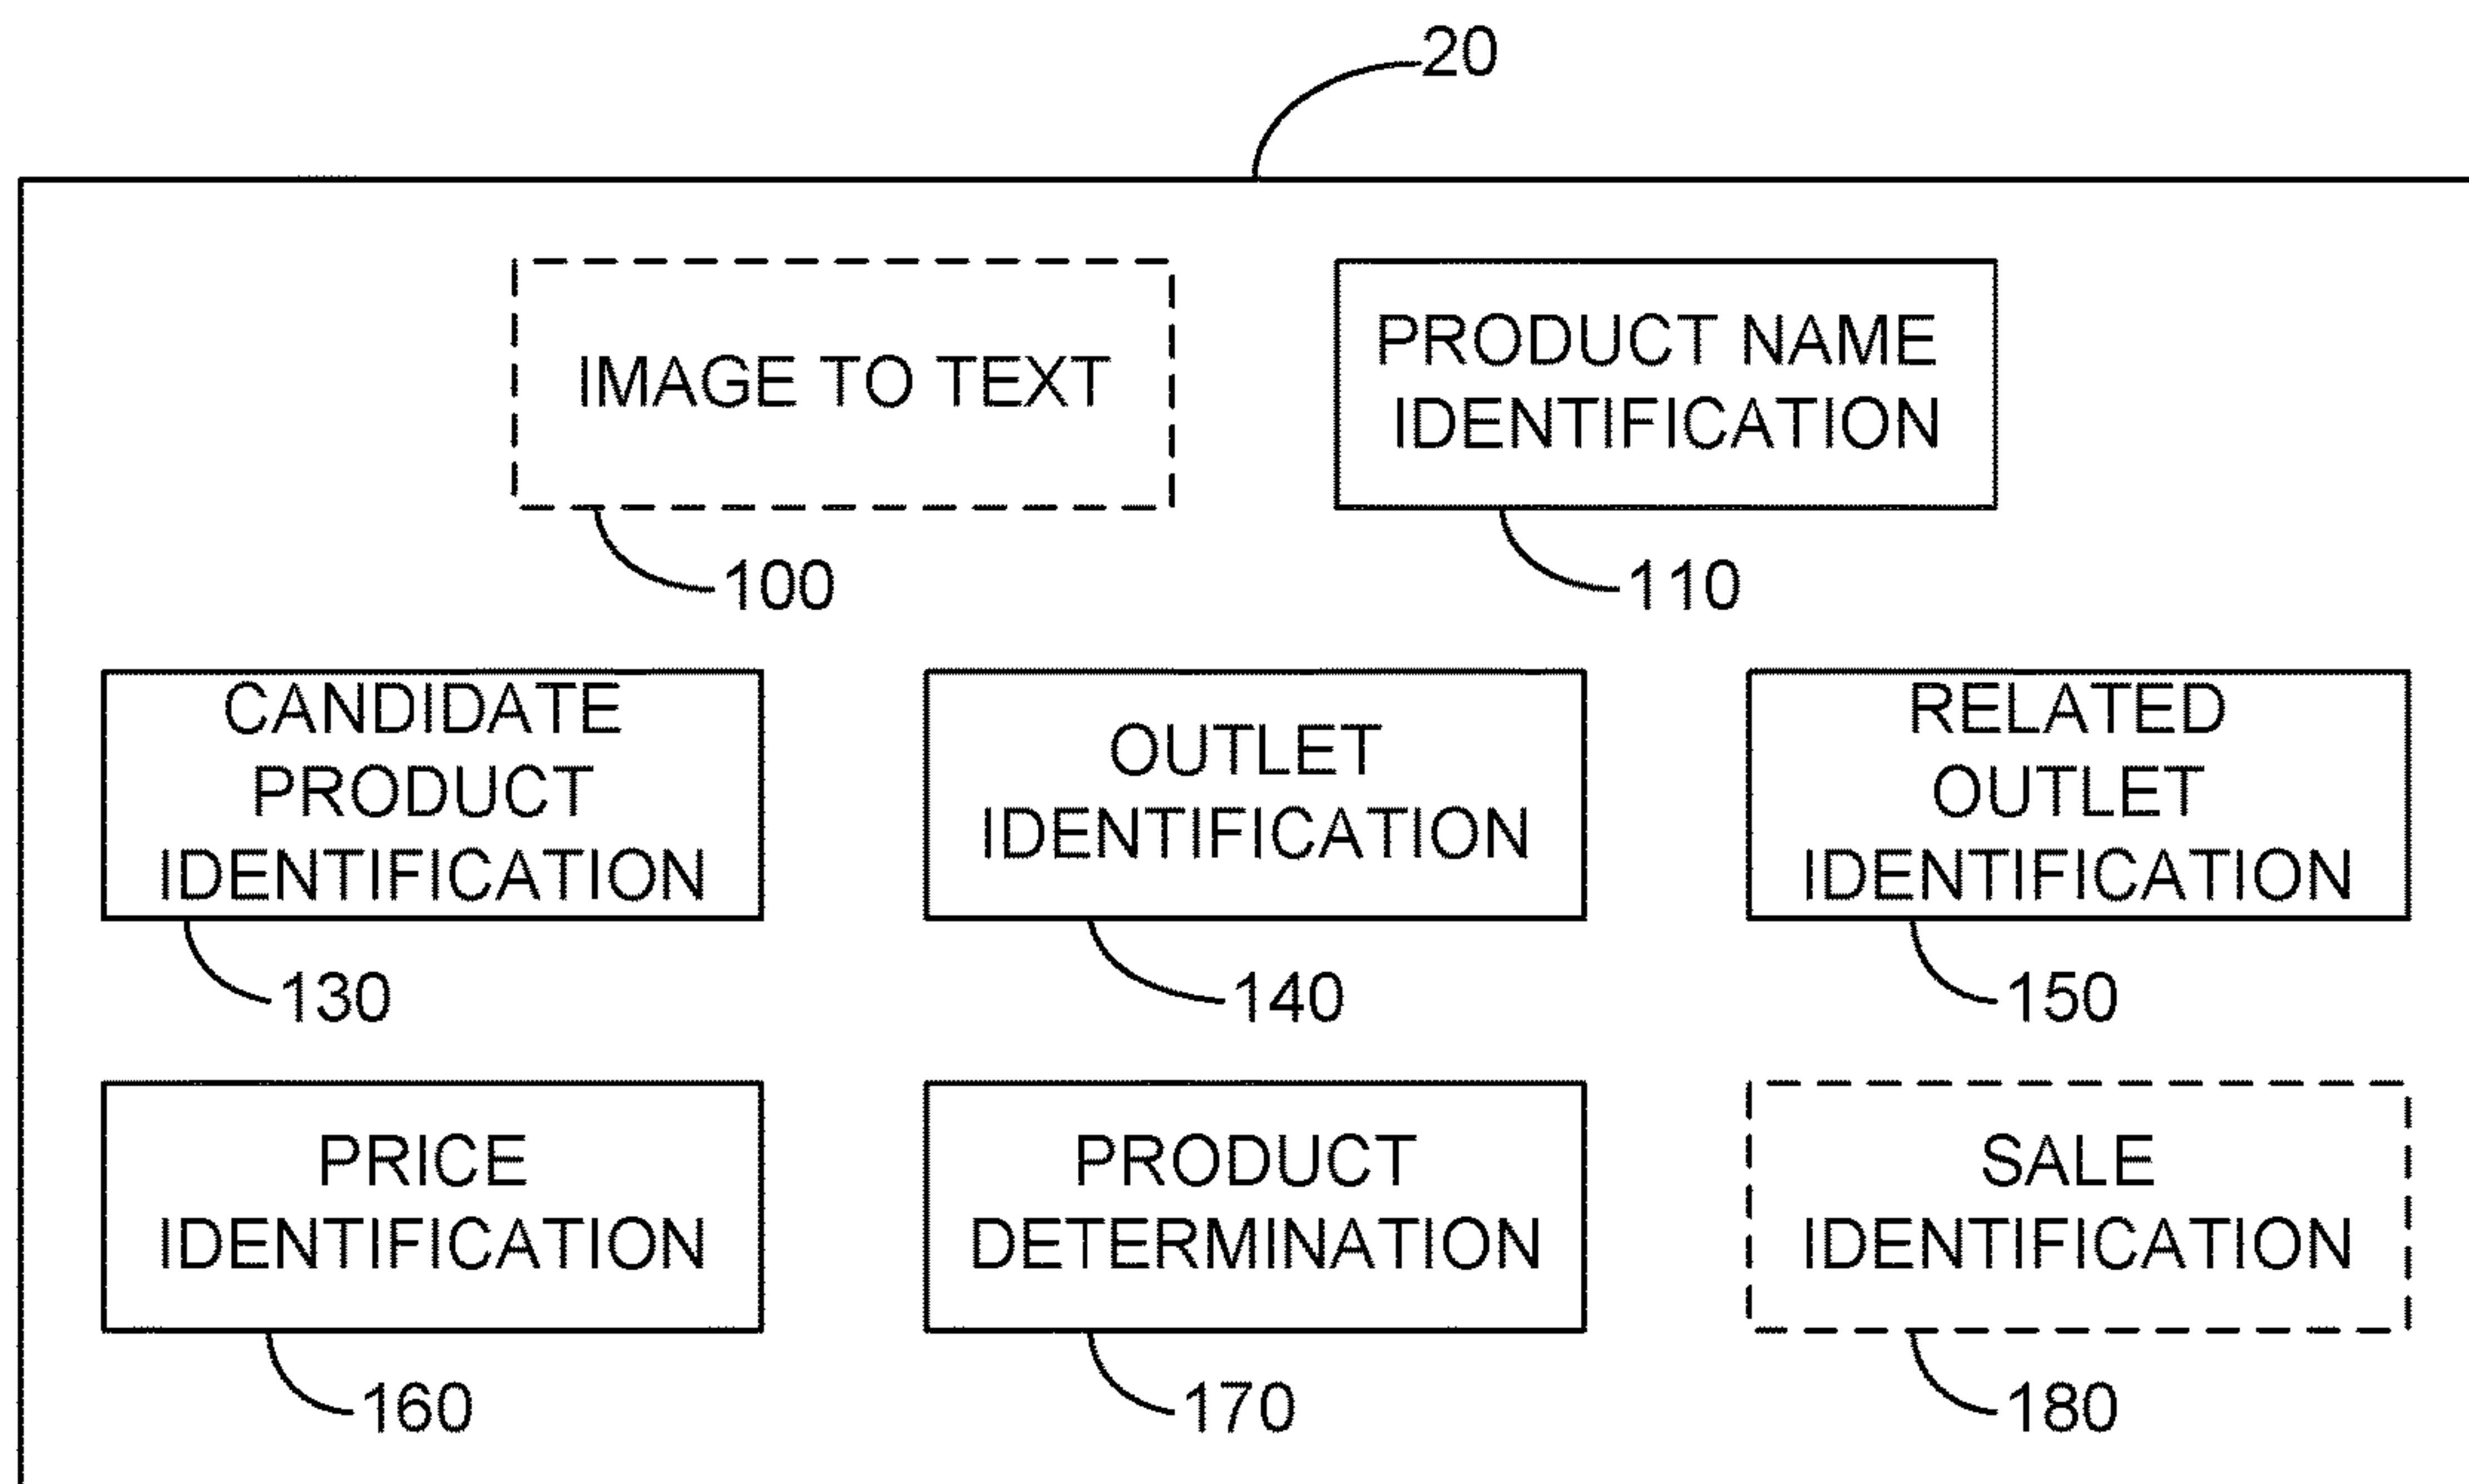 20
IMAGE TO TEXT
PRODUCT NAME
IDENTIFICATION
100
110
CANDIDATE
PRODUCT
IDENTIFICATION
OUTLET
IDENTIFICATION
RELATED
OUTLET
IDENTIFICATION
130
140
150
PRICE
IDENTIFICATION
PRODUCT
DETERMINATION
SALE
IDENTIFICATION
160
170
180